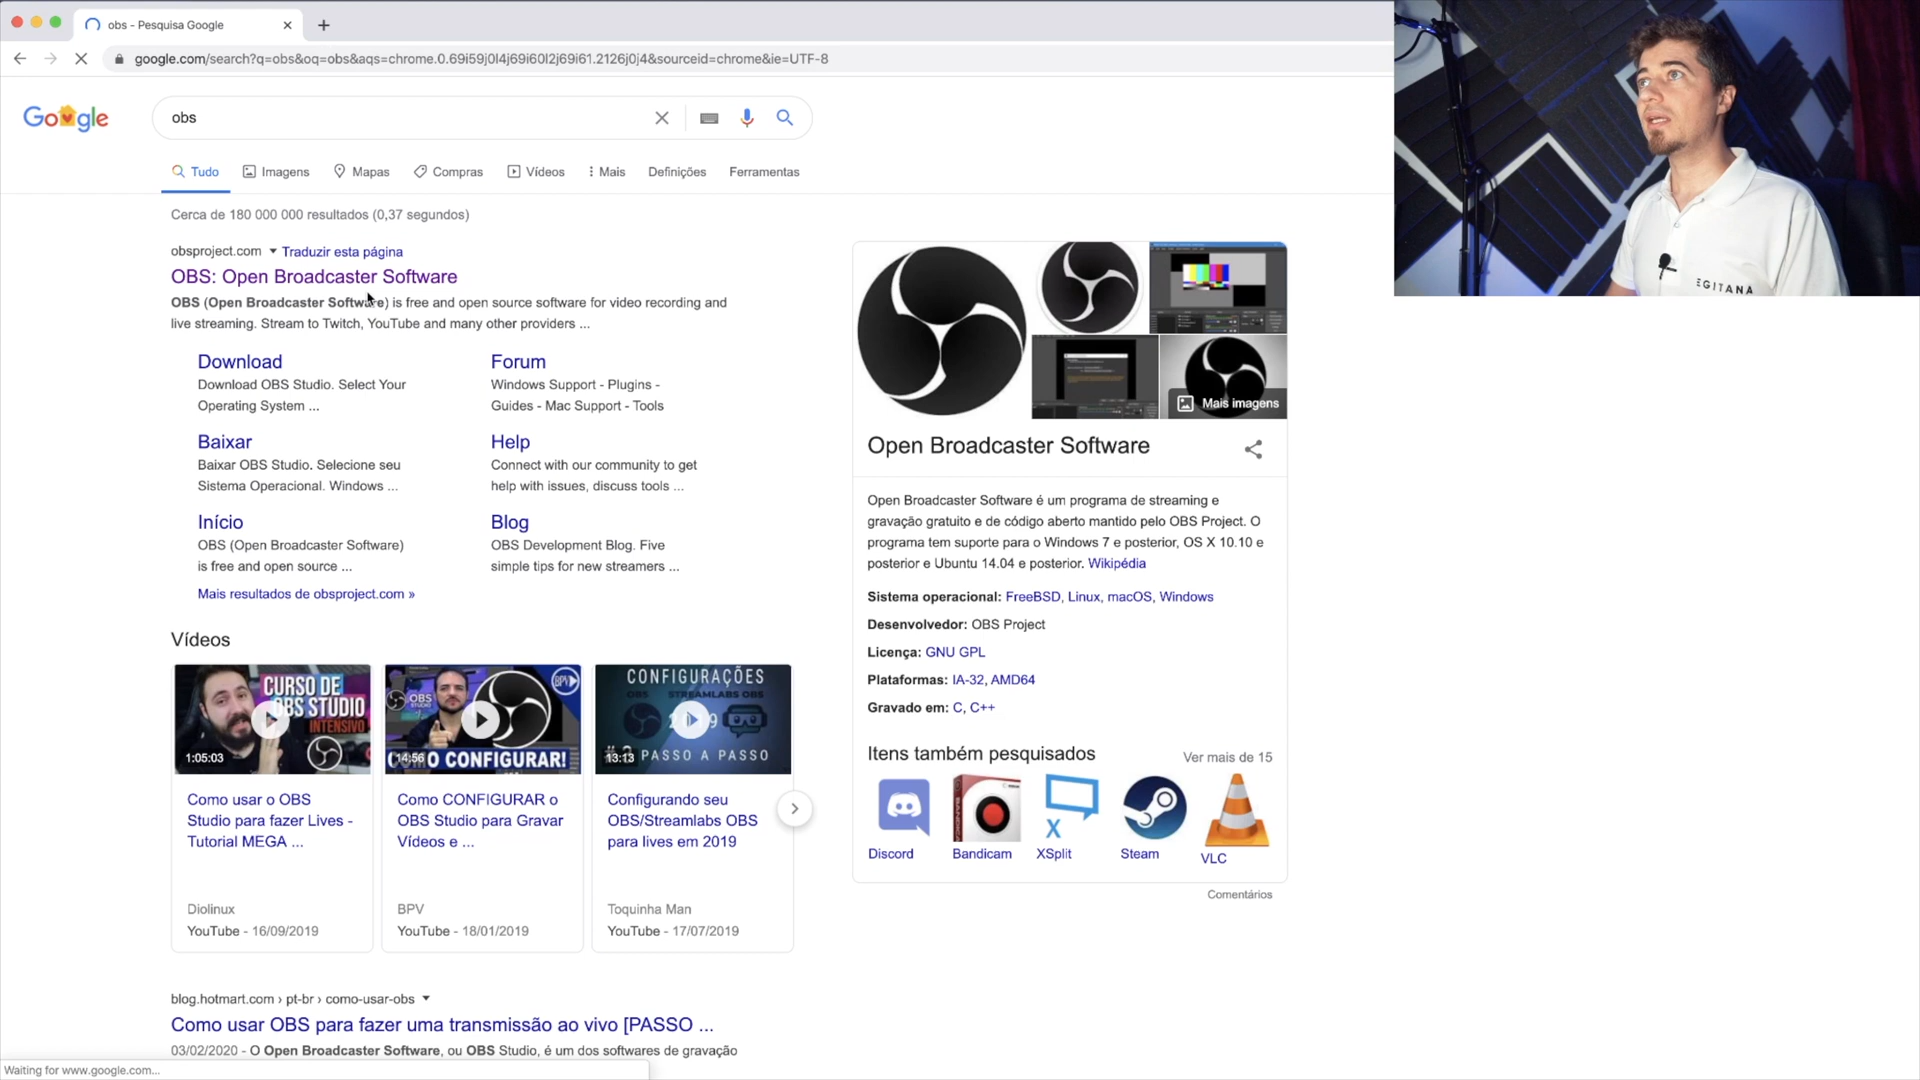 obs - Pesquisa Google
google.com/search?q=obs&oq=obs&aqs=chrome.0.69i59j0l4j69i60l2j69i61.2126j0j4&sourceid=chrome&ie=UTF-8
Google
obs
Tudo
Imagens
Mapas
Compras
Vídeos
Mais
Definições
Ferramentas
Cerca de 180 000 000 resultados (0,37 segundos)
obsproject.com Traduzir esta página
OBS: Open Broadcaster Software
OBS (Open Broadcaster Software) is free and open source software for video recording and
live streaming. Stream to Twitch, YouTube and many other providers ...
Download
Download OBS Studio. Select Your
Operating System ...
Forum
Windows Support - Plugins -
Guides - Mac Support - Tools
Baixar
Baixar OBS Studio. Selecione seu
Sistema Operacional. Windows ...
Help
Connect with our community to get
help with issues, discuss tools ...
Início
OBS (Open Broadcaster Software)
is free and open source ...
Blog
OBS Development Blog. Five
simple tips for new streamers ...
Mais resultados de obsproject.com »
Vídeos
CURSO DE
OBS STUDIO
INTENSIVO
1:05:03
Como usar o OBS
Studio para fazer Lives -
Tutorial MEGA ...
Diolinux
YouTube - 16/09/2019
OBS
STUDIO
BPV
O CONFIGURAR!
14:56
Como CONFIGURAR o
OBS Studio para Gravar
Vídeos e ...
BPV
YouTube - 18/01/2019
CONFIGURAÇÕES
OBS STREAMLABS OBS
PASSO A PASSO
13:13
Configurando seu
OBS/Streamlabs OBS
para lives em 2019
Toquinha Man
YouTube - 17/07/2019
blog.hotmart.com › pt-br › como-usar-obs
Como usar OBS para fazer uma transmissão ao vivo [PASSO ...
03/02/2020 - O Open Broadcaster Software, ou OBS Studio, é um dos softwares de gravação
Waiting for www.google.com...
Mais imagens
Open Broadcaster Software
Open Broadcaster Software é um programa de streaming e
gravação gratuito e de código aberto mantido pelo OBS Project. O
programa tem suporte para o Windows 7 e posterior, OS X 10.10 e
posterior e Ubuntu 14.04 e posterior. Wikipédia
Sistema operacional: FreeBSD, Linux, macOS, Windows
Desenvolvedor: OBS Project
Licença: GNU GPL
Plataformas: IA-32, AMD64
Gravado em: C, C++
Itens também pesquisados
Ver mais de 15
BANDICAM
Discord
Bandicam
XSplit
Steam
VLC
Comentários
EGITANA